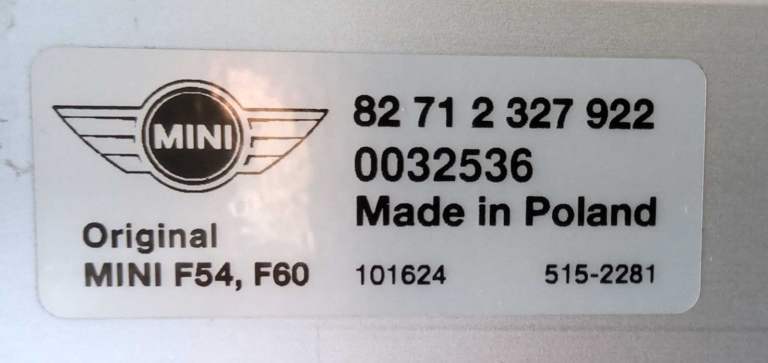 MINI
Original
MINI F54, F60
82 71 2 327 922
0032536
Made in Poland
101624 515-2281